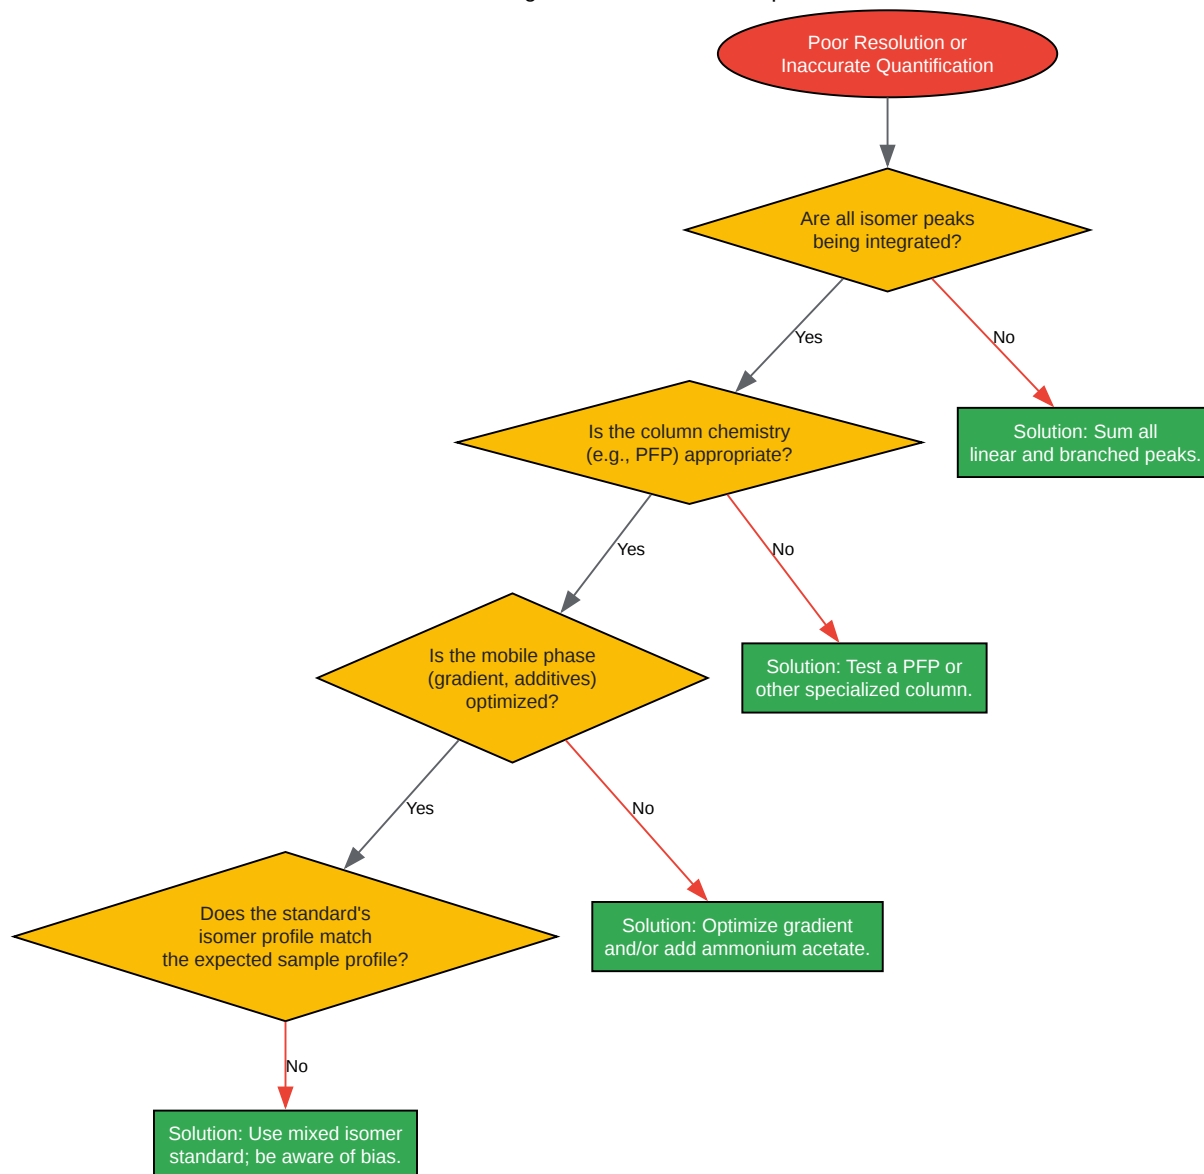 Poor Resolution or
Inaccurate Quantification
Are all isomer peaks
being integrated?
Yes
No
Is the column chemistry
(e.g., PFP) appropriate?
Solution: Sum all
linear and branched peaks.
Yes
No
Is the mobile phase
(gradient, additives)
optimized?
Solution: Test a PFP or
other specialized column.
Yes
No
Does the standard's
isomer profile match
the expected sample profile?
Solution: Optimize gradient
and/or add ammonium acetate.
No
Solution: Use mixed isomer
standard; be aware of bias.